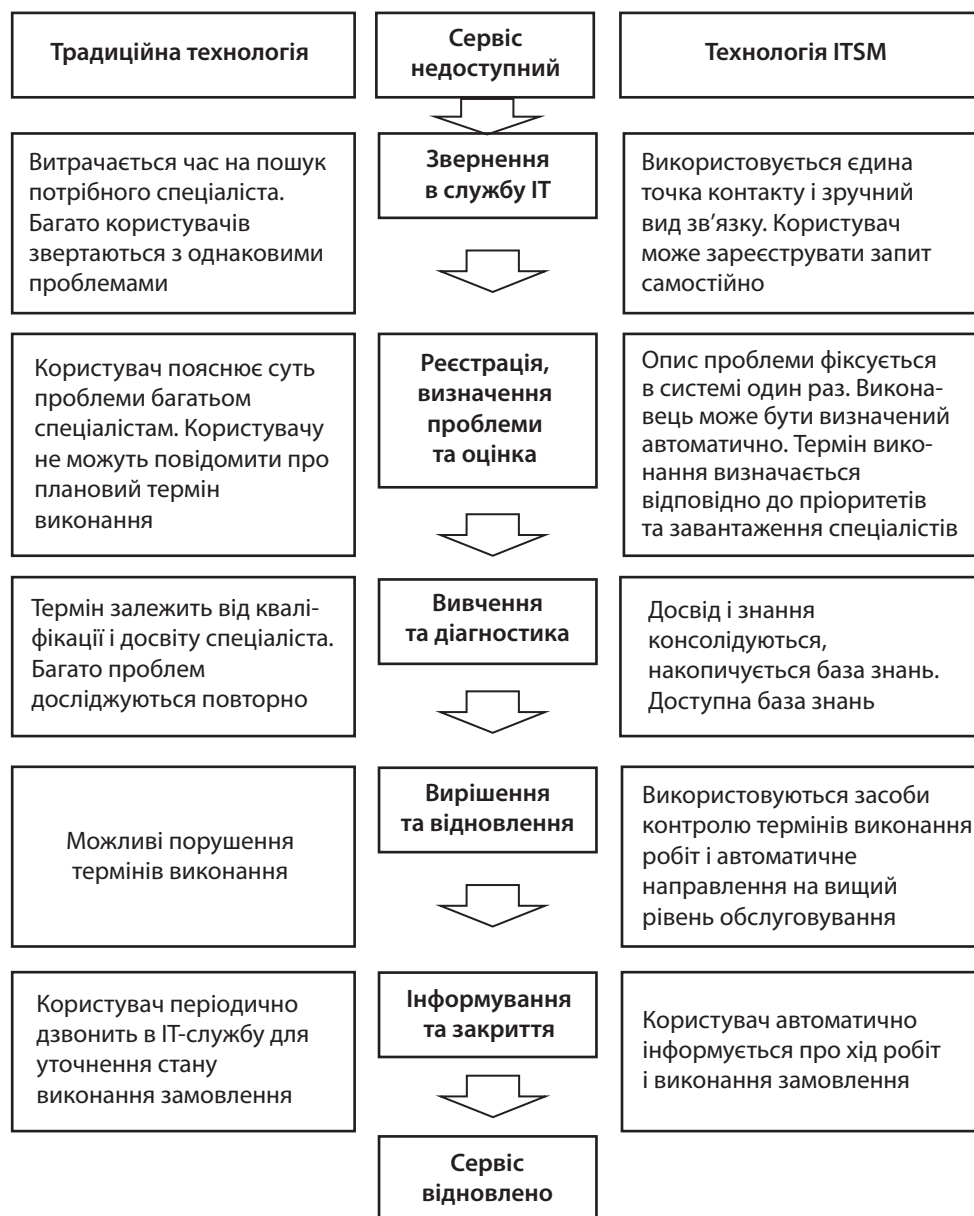 Традиційна технологія
Сервіс
недоступний
Технологія ITSM
Витрачається час на пошук
потрібного спеціаліста.
Багато користувачів
звертаються з однаковими
проблемами
Звернення
в службу ІТ
Використовується єдина
точка контакту і зручний
вид зв’язку. Користувач
може зареєструвати запит
самостійно
Користувач пояснює суть
проблеми багатьом
спеціалістам. Користувачу
не можуть повідомити про
плановий термін
виконання
Реєстрація,
визначення
проблеми
та оцінка
Опис проблеми фіксується
в системі один раз. Викона-
вець може бути визначений
автоматично. Термін вико-
нання визначається
відповідно до пріоритетів
та завантаження спеціалістів
Термін залежить від квалі-
фікації і досвіту спеціаліста.
Багато проблем
досліджуються повторно
Вивчення
та діагностика
Досвід і знання
консолідуються,
накопичується база знань.
Доступна база знань
Можливі порушення
термінів виконання
Вирішення
та відновлення
Використовуються засоби
контролю термінів виконання
робіт і автоматичне
направлення на вищий
рівень обслуговування
Користувач періодично
дзвонить в ІТ-службу для
уточнення стану
виконання замовлення
Інформування
та закриття
Користувач автоматично
інформується про хід робіт
і виконання замовлення
Сервіс
відновлено